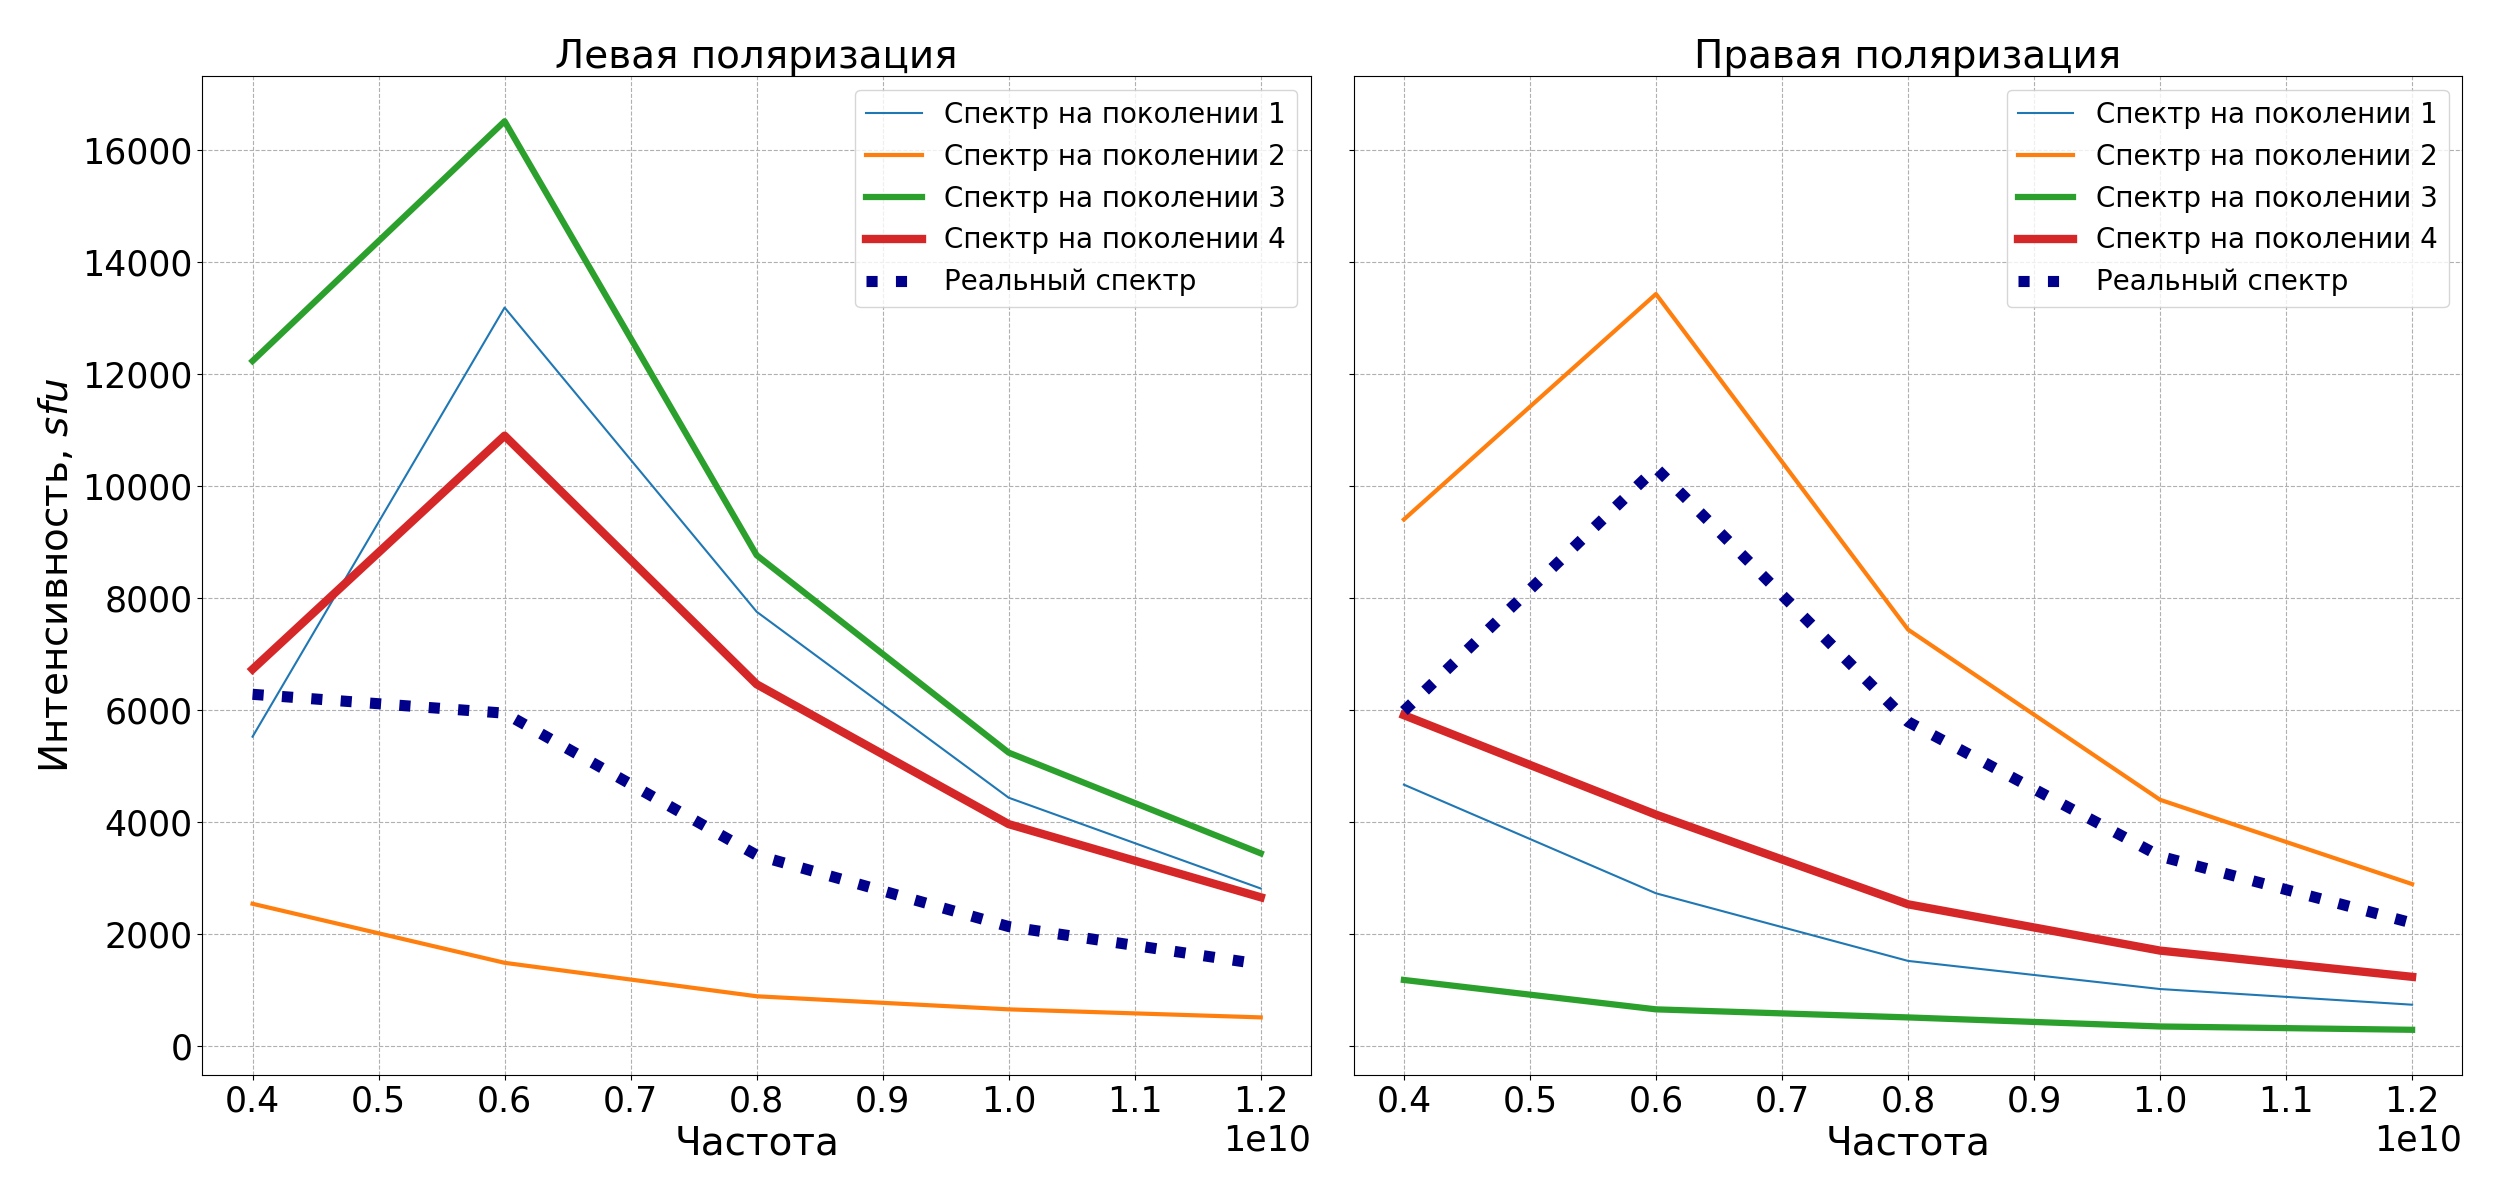 Левая поляризация
Правая поляризация
Спектр на поколении 1
Спектр на поколении 2
Спектр на поколении 3
Спектр на поколении 4
Реальный спектр
Спектр на поколении 1
Спектр на поколении 2
Спектр на поколении 3
Спектр на поколении 4
Реальный спектр
Интенсивность, sfu
16000
14000
12000
10000
8000
6000
4000
2000
0
0.4 0.5 0.6 0.7 0.8 0.9 1.0 1.1 1.2
1e10
Частота
0.4 0.5 0.6 0.7 0.8 0.9 1.0 1.1 1.2
1e10
Частота